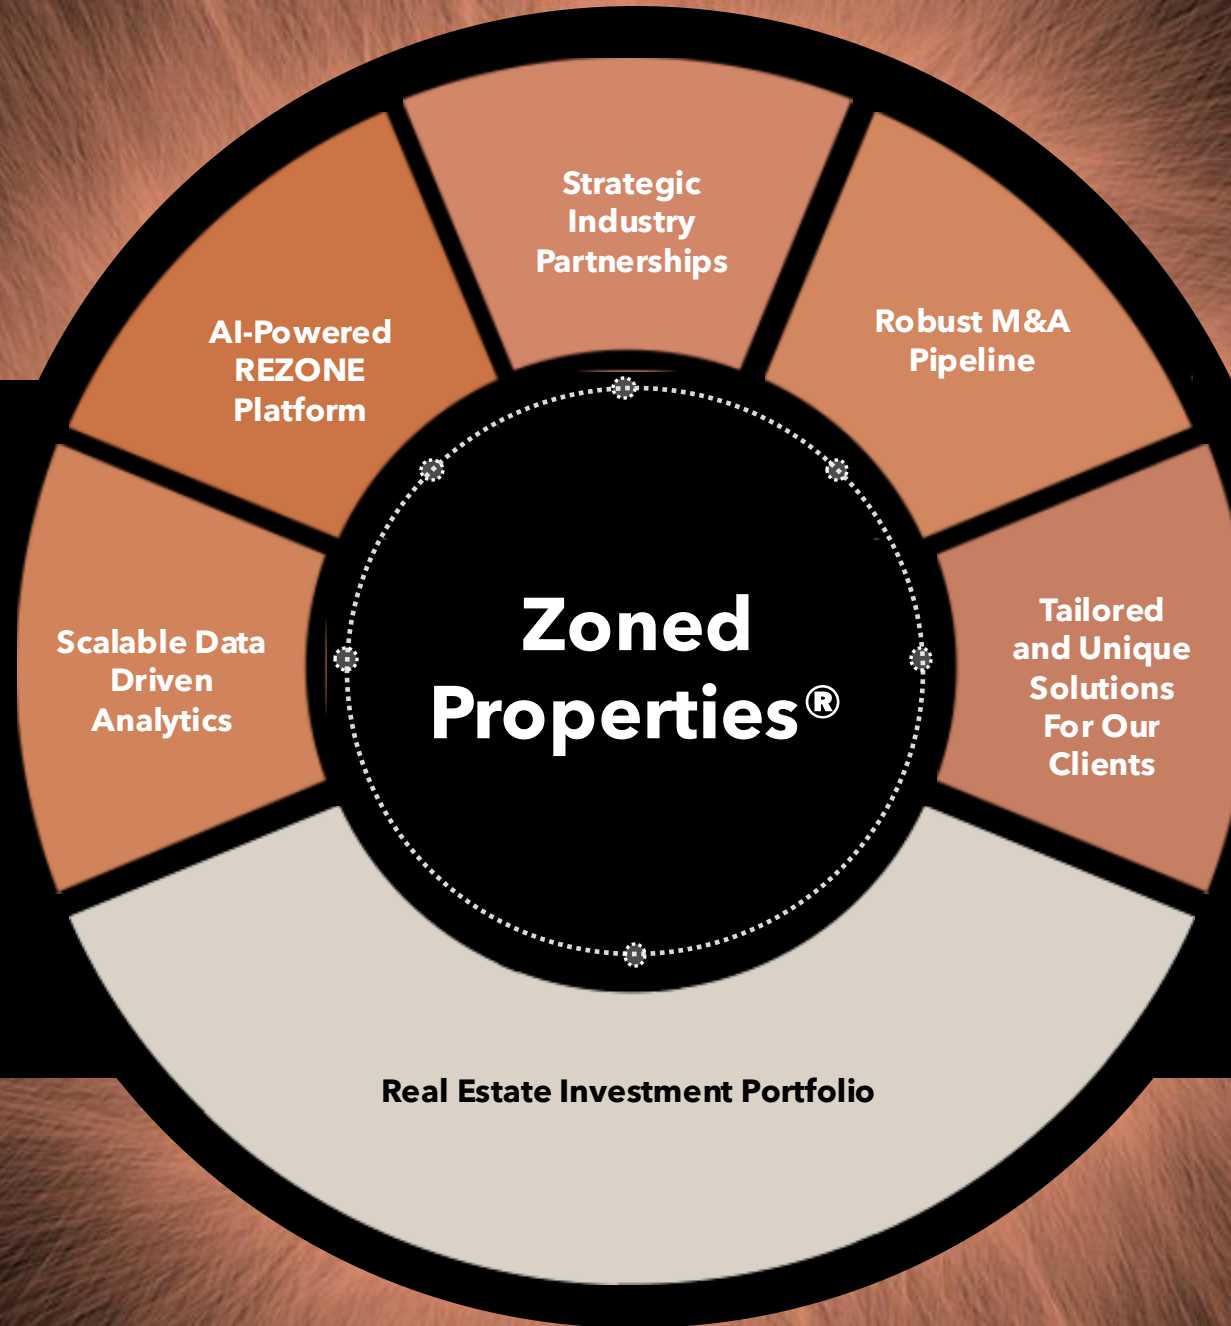 Strategic
Industry
Partnerships
AI-Powered
REZONE
Platform
Robust M&A
Pipeline
Scalable Data
Driven
Analytics
Zoned
Properties®
Tailored
and Unique
Solutions
For Our
Clients
Real Estate Investment Portfolio